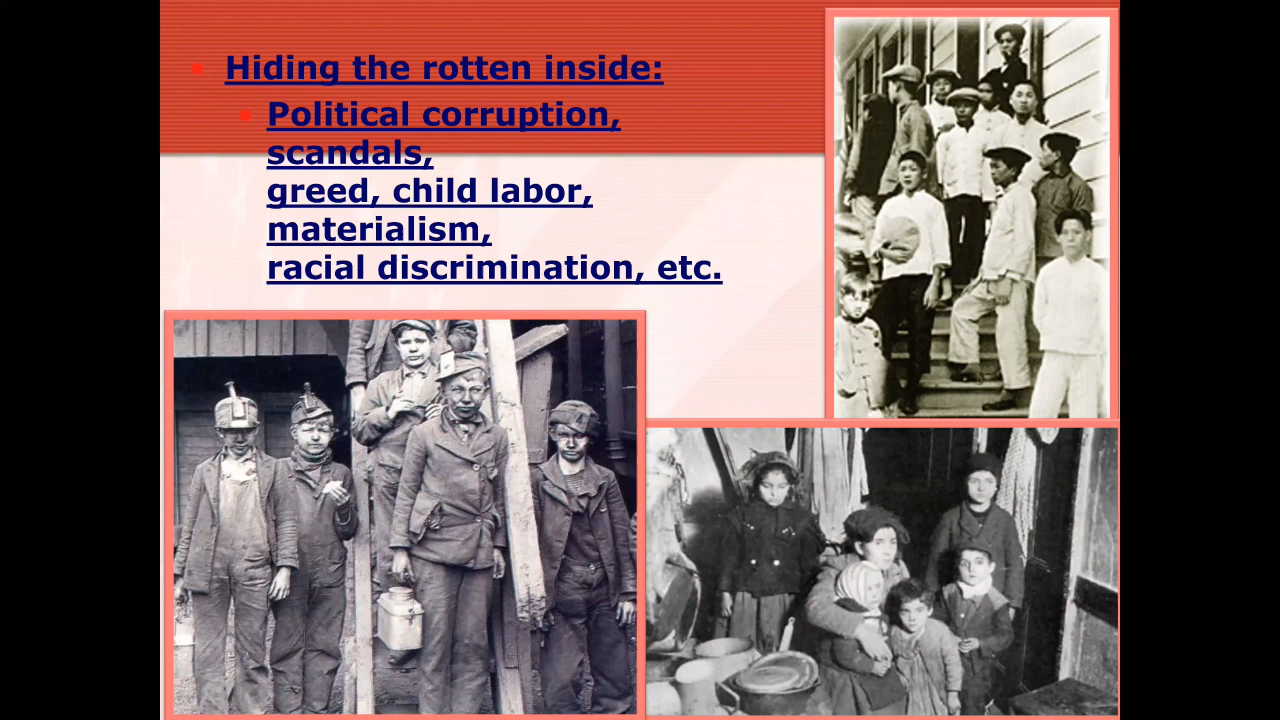 Hiding the rotten inside:
Political corruption,
scandals,
greed, child labor,
materialism,
racial discrimination, etc.